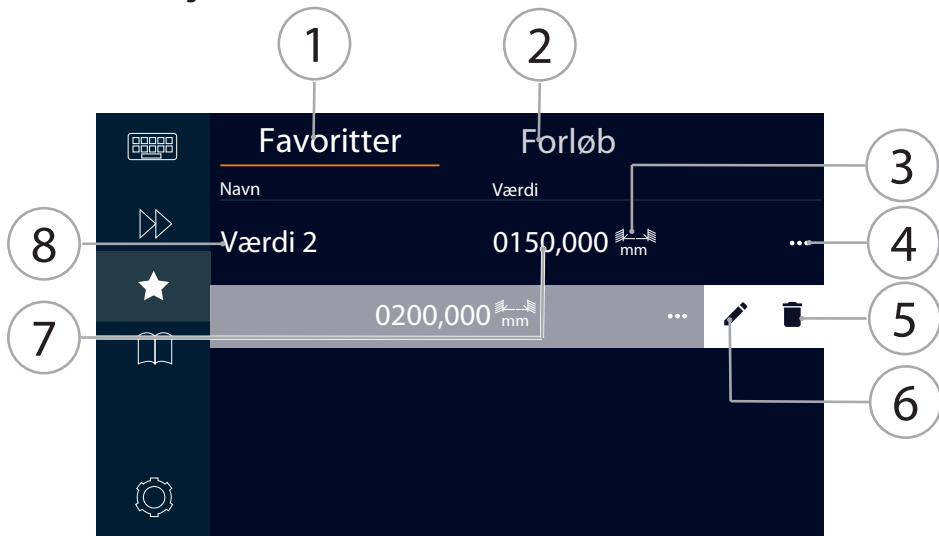 1 2
Favoritter Forløb
3
Navn Værdi
8 Værdi 2 0150,000 mm ... 4
7 0200,000 mm ... 5
6